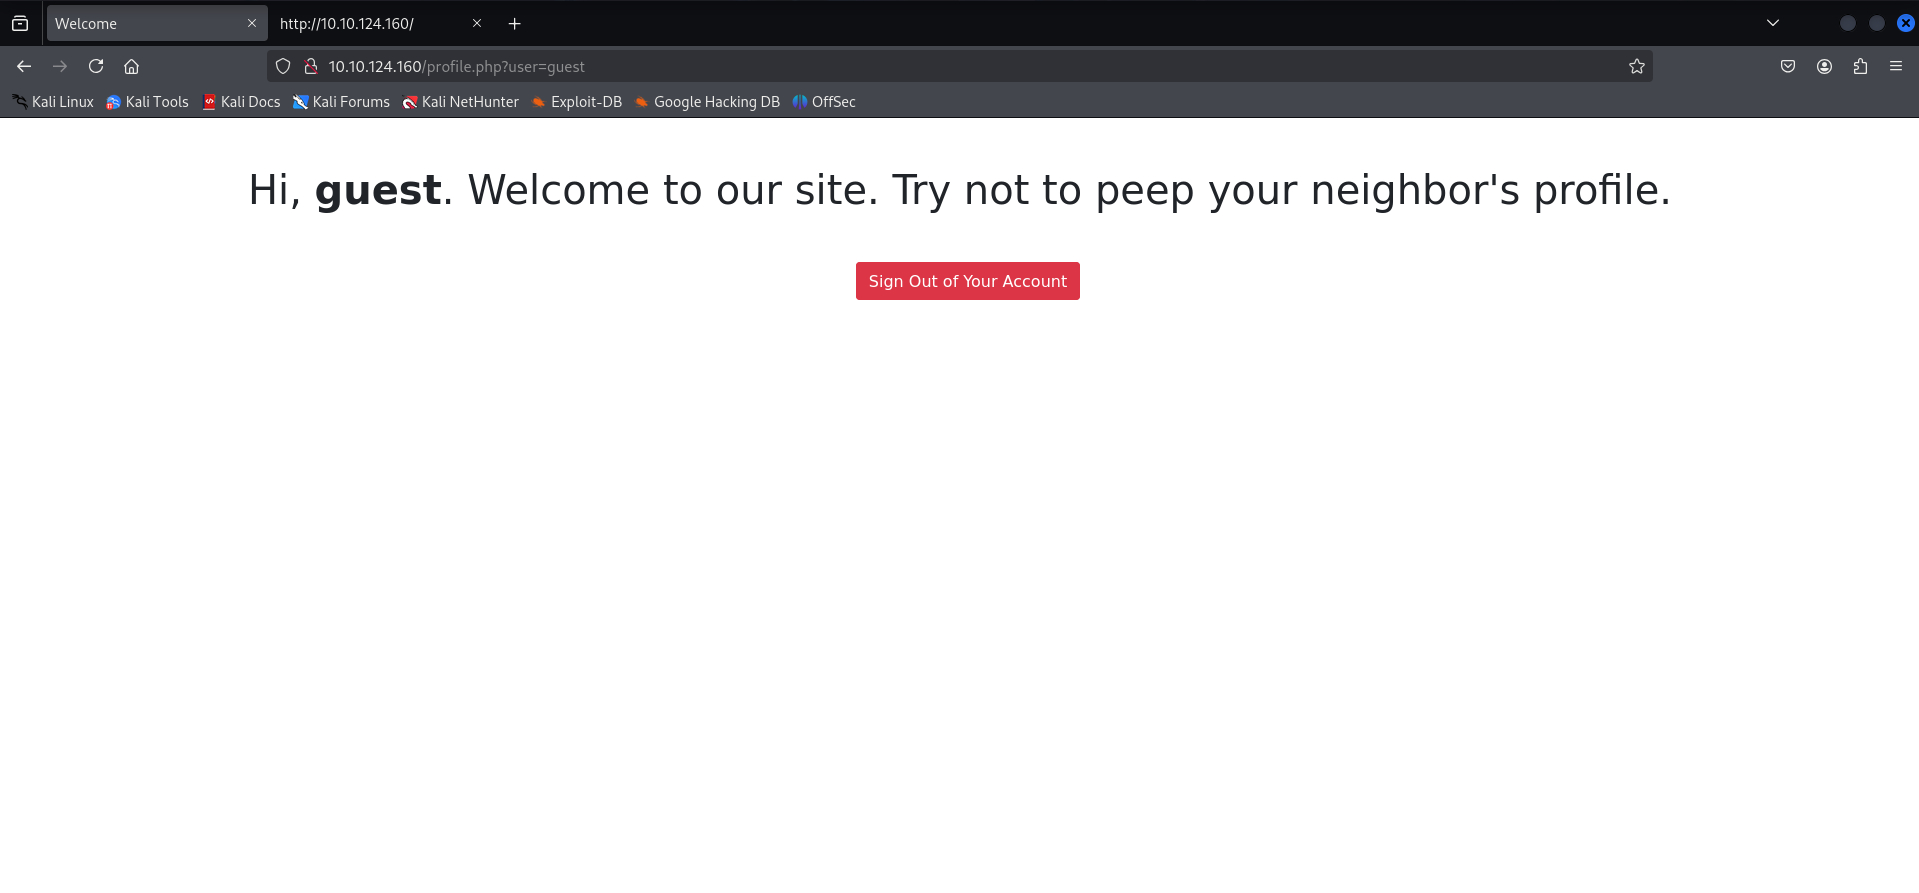 Welcome
http://10.10.124.160/
10.10.124.160/profile.php?user=guest
Kali Linux Kali Tools Kali Docs Kali Forums Kali NetHunter Exploit-DB Google Hacking DB OffSec
Hi, guest. Welcome to our site. Try not to peep your neighbor's profile.
Sign Out of Your Account